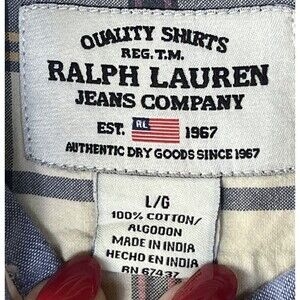 QUALITY SHIRTS
REG. T.M.
RALPH LAUREN
JEANS COMPANY
EST. RL 1967
AUTHENTIC DRY GOODS SINCE 1967
L/G
100% COTTON/
ALGODON
MADE IN INDIA
HECHO EN INDIA
RN 67437